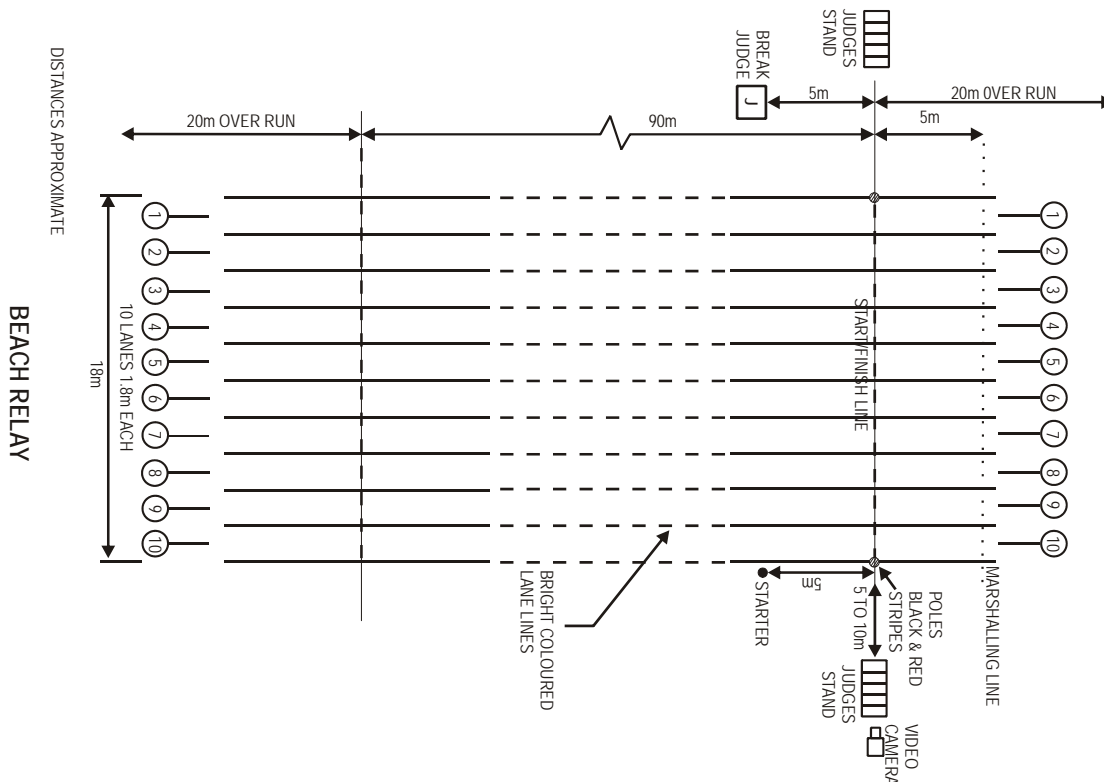 BEACH RELAY
DISTANCES APPROXIMATE
JUDGES
STAND
BREAK
JUDGE
J
5m
20m 0VER RUN
20m OVER RUN
90m
5m
1
2
3
4
5
6
7
8
9
10
10 LANES 1.8m EACH
18m
START/FINISH LINE
1
2
3
4
5
6
7
8
9
10
MARSHALLING LINE
BRIGHT COLOURED
LANE LINES
STARTER
5m
POLES
BLACK & RED
STRIPES
5 TO 10m
JUDGES
STAND
VIDEO
CAMERA